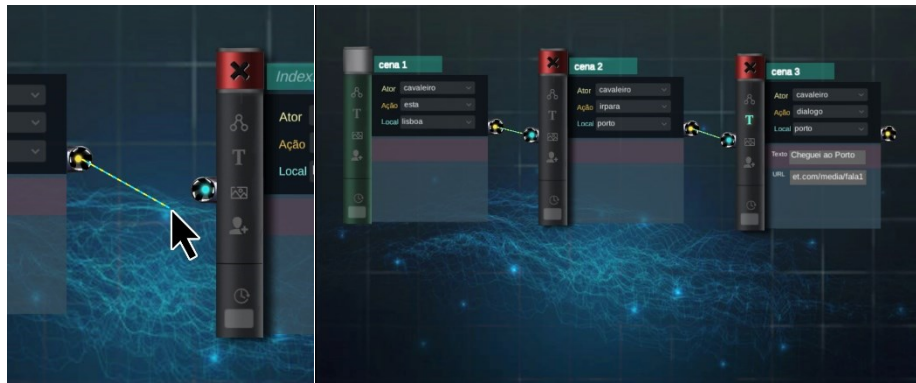 Index
Ator
Ação
Local
cena 1
Ator cavaleiro
Ação esta
Local lisboa
cena 2
Ator cavaleiro
Ação irpara
Local porto
cena 3
Ator cavaleiro
Ação dialogo
Local porto
Texto Cheguei ao Porto
URL et.com/media/fala1